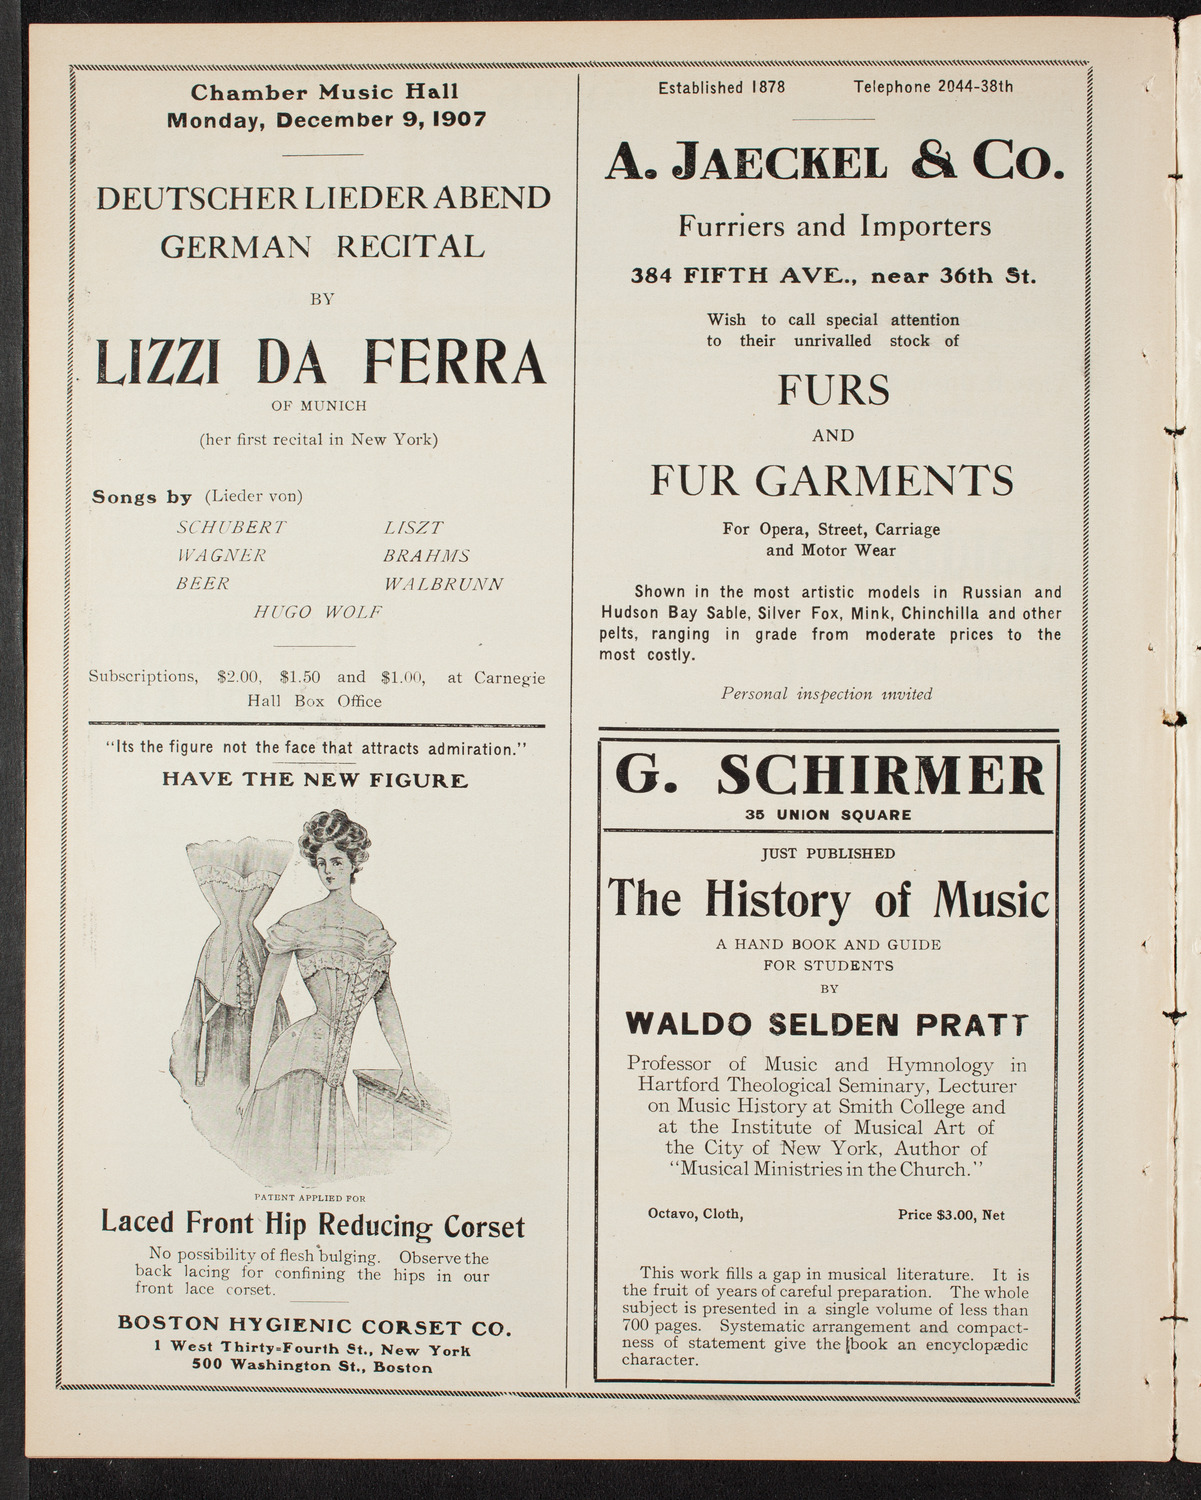 Chamber Music Hall
Monday, December 9, 1907
DEUTSCHER LIEDER ABEND
GERMAN RECITAL
BY
LIZZI DA FERRA
OF MUNICH
(her first recital in New York)
Songs by (Lieder von)
SCHUBERT LISZT
WAGNER BRAHMS
BEER WALBRUNN
HUGO WOLF
Subscriptions, $2.00, $1.50 and $1.00, at Carnegie
Hall Box Office
"Its the figure not the face that attracts admiration."
HAVE THE NEW FIGURE
PATENT APPLIED FOR
Laced Front Hip Reducing Corset
No possibility of flesh bulging. Observe the
back lacing for confining the hips in our
front lace corset.
BOSTON HYGIENIC CORSET CO.
1 West Thirty-Fourth St., New York
500 Washington St., Boston
Established 1878 Telephone 2044-38th
A. JAECKEL & CO.
Furriers and Importers
384 FIFTH AVE., near 36th St.
Wish to call special attention
to their unrivalled stock of
FURS
AND
FUR GARMENTS
For Opera, Street, Carriage
and Motor Wear
Shown in the most artistic models in Russian and
Hudson Bay Sable, Silver Fox, Mink, Chinchilla and other
pelts, ranging in grade from moderate prices to the
most costly.
Personal inspection invited
G. SCHIRMER
35 UNION SQUARE
JUST PUBLISHED
The History of Music
A HAND BOOK AND GUIDE
FOR STUDENTS
BY
WALDO SELDEN PRATT
Professor of Music and Hymnology in
Hartford Theological Seminary, Lecturer
on Music History at Smith College and
at the Institute of Musical Art of
the City of New York, Author of
"Musical Ministries in the Church."
Octavo, Cloth, Price $3.00, Net
This work fills a gap in musical literature. It is
the fruit of years of careful preparation. The whole
subject is presented in a single volume of less than
700 pages. Systematic arrangement and compact-
ness of statement give the book an encyclopædic
character.